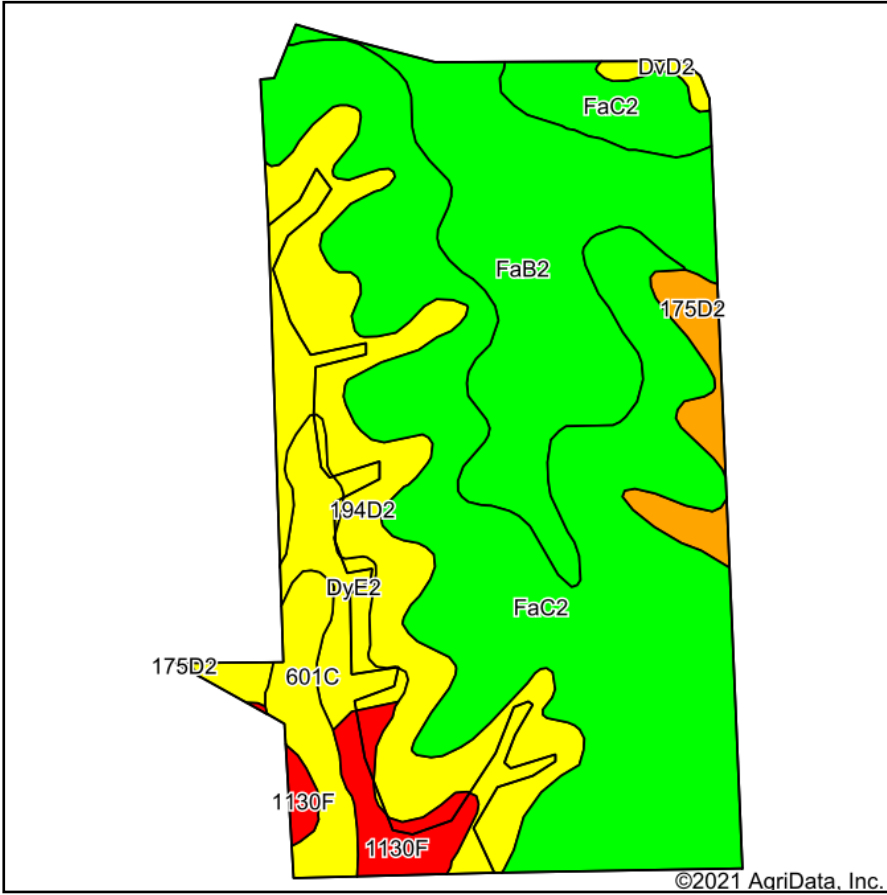 DvD2
FaC2
FaB2
175D2
194D2
DyE2
FaC2
175D2
601C
1130F
1130F
©2021 AgriData, Inc.